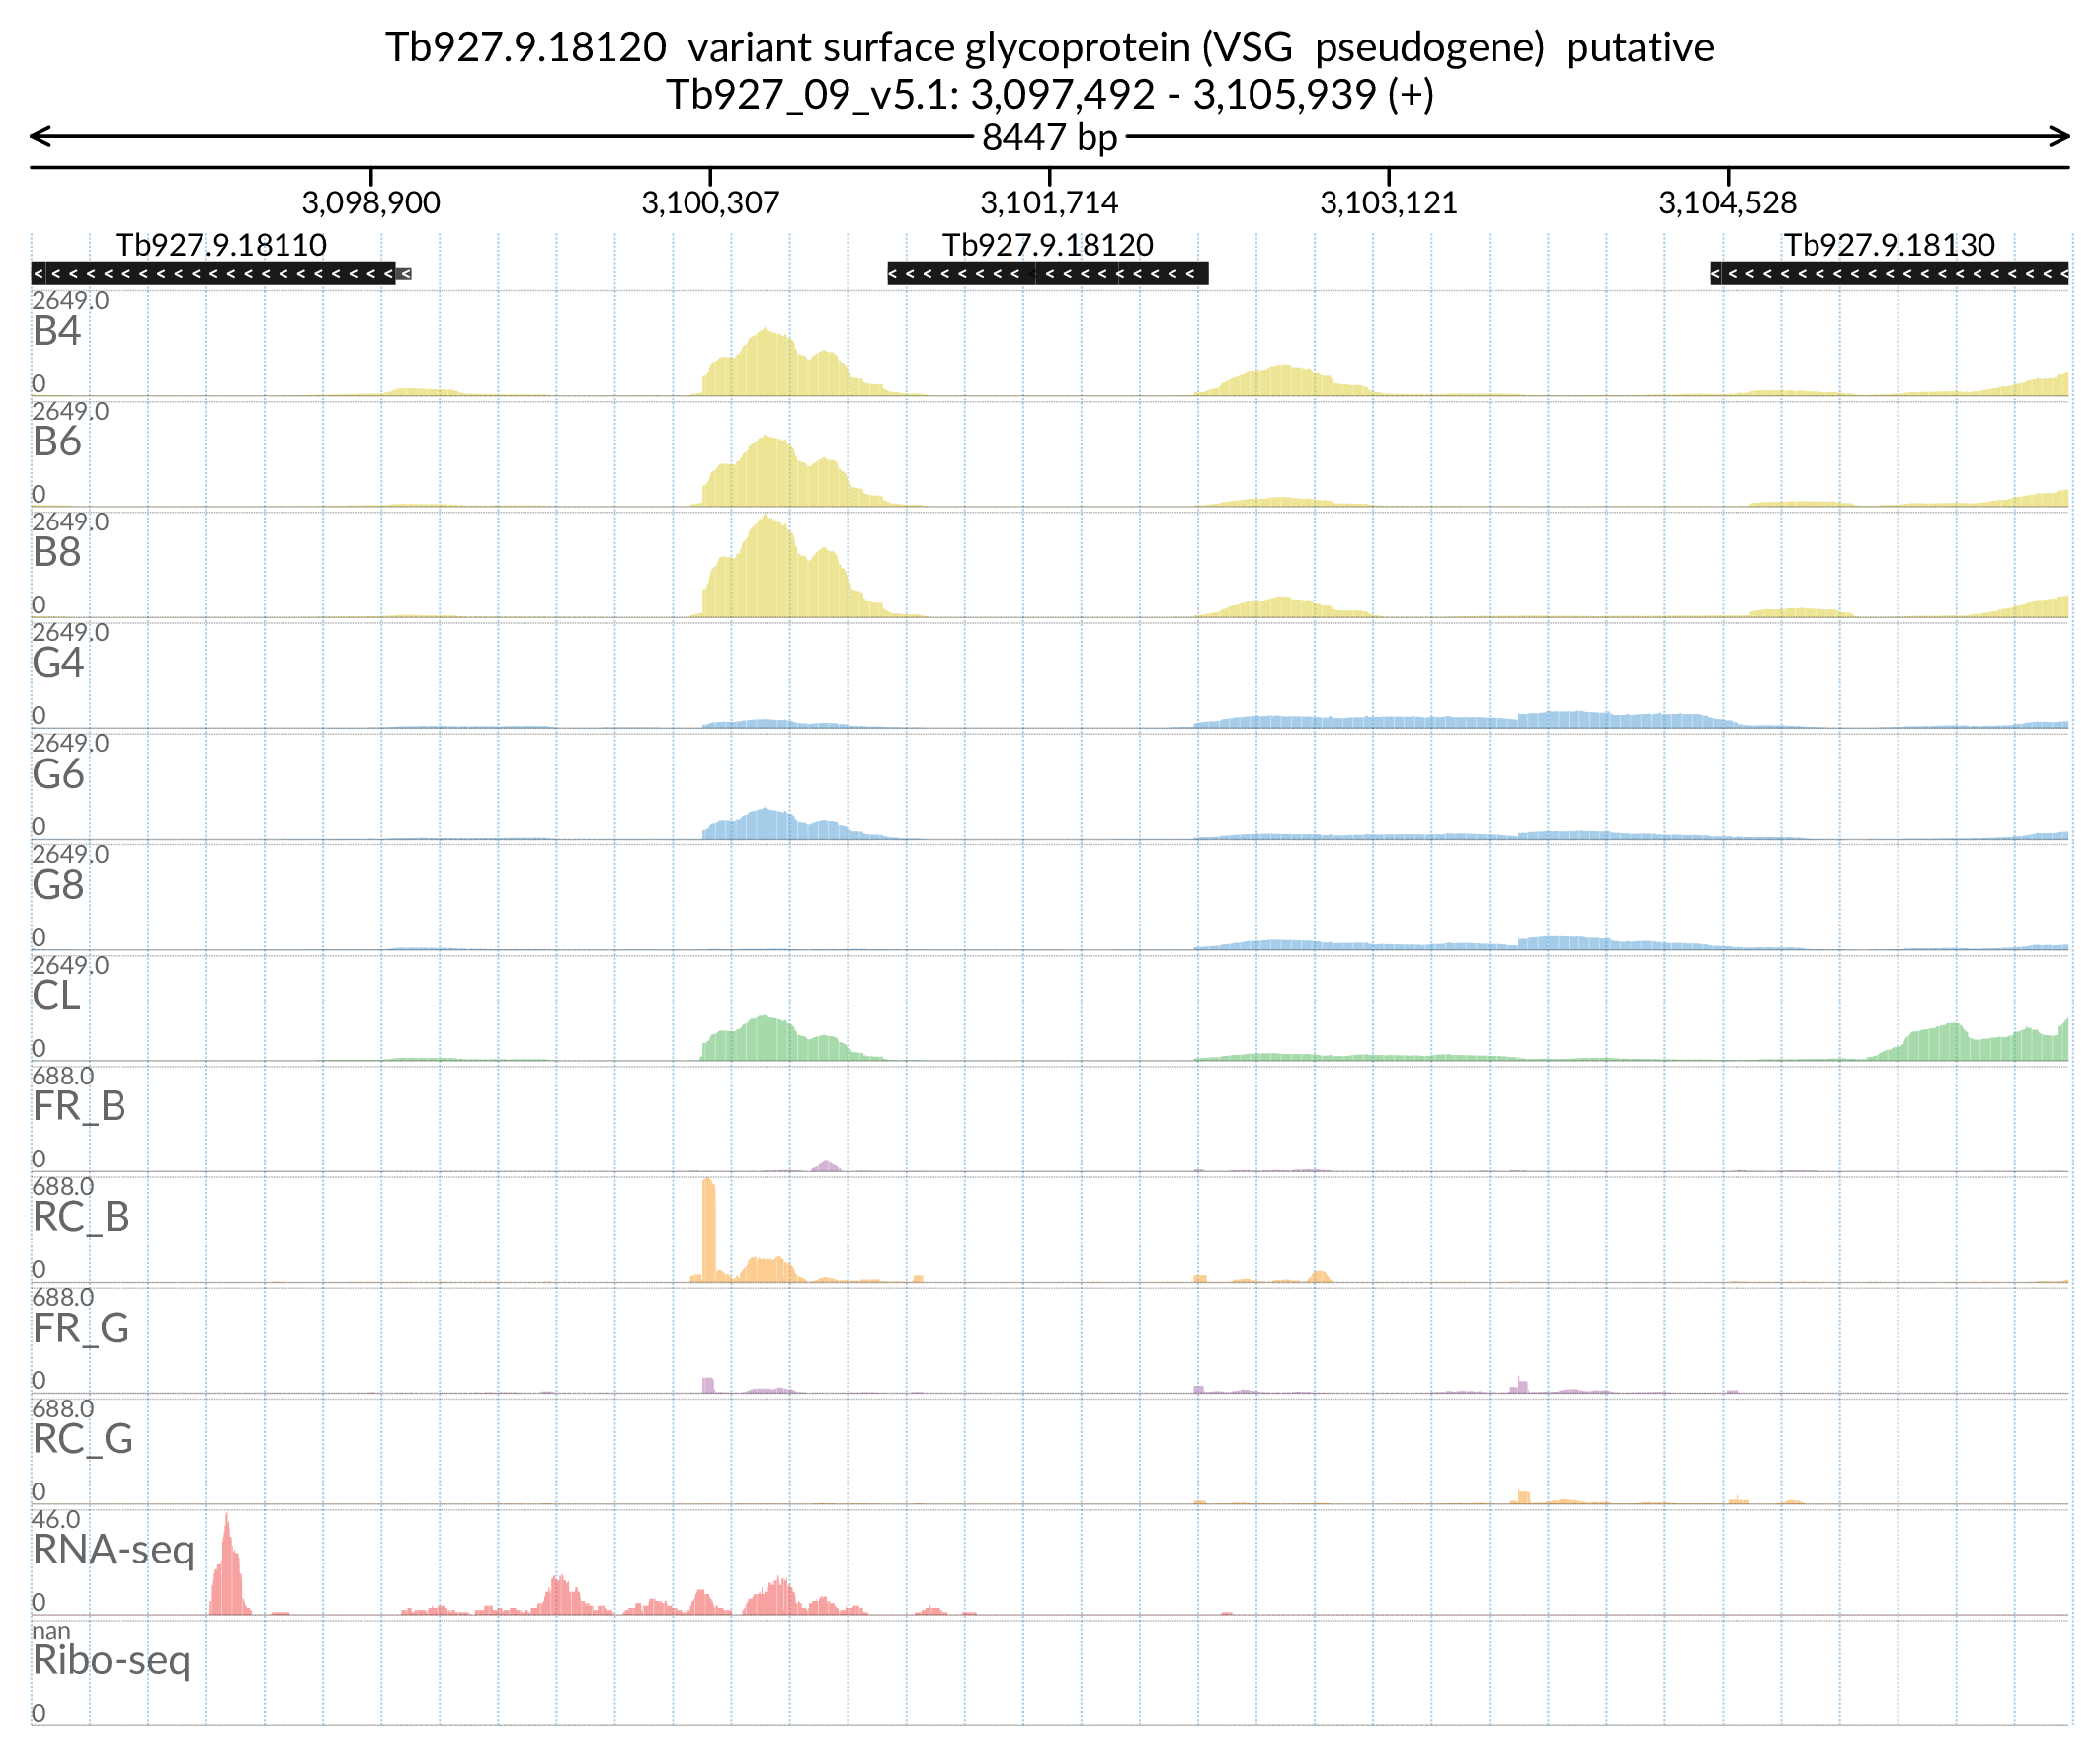 Tb927.9.18120  variant surface glycoprotein (VSG  pseudogene)  putative
Tb927_09_v5.1: 3,097,492 - 3,105,939 (+)
8447 bp
3,098,900 3,100,307 3,101,714 3,103,121 3,104,528
Tb927.9.18110 Tb927.9.18120 Tb927.9.18130
2649.0
B4
0
2649.0
B6
0
2649.0
B8
0
2649.0
G4
0
2649.0
G6
0
2649.0
G8
0
2649.0
CL
0
688.0
FR_B
0
688.0
RC_B
0
688.0
FR_G
0
688.0
RC_G
0
46.0
RNA-seq
0
nan
Ribo-seq
0